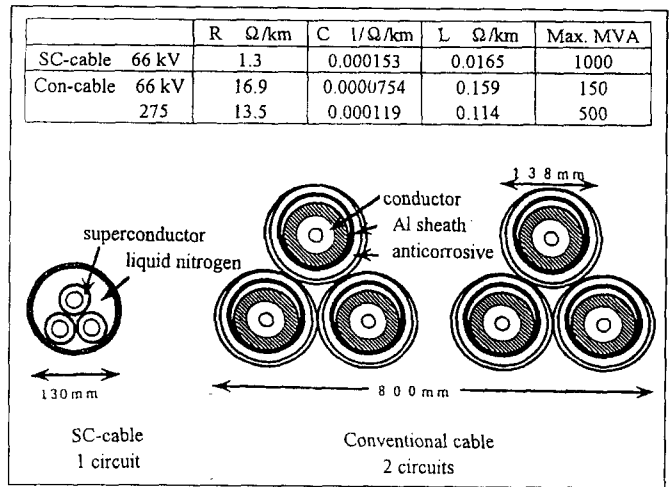 R Ω/km C 1/Ω/km L Ω/km Max. MVA
SC-cable 66 kV 1.3 0.000153 0.0165 1000
Con-cable 66 kV 16.9 0.0000754 0.159 150
275 13.5 0.000119 0.114 500
138mm
conductor
Al sheath
anticorrosive
superconductor
liquid nitrogen
130mm
800mm
SC-cable
1 circuit
Conventional cable
2 circuits